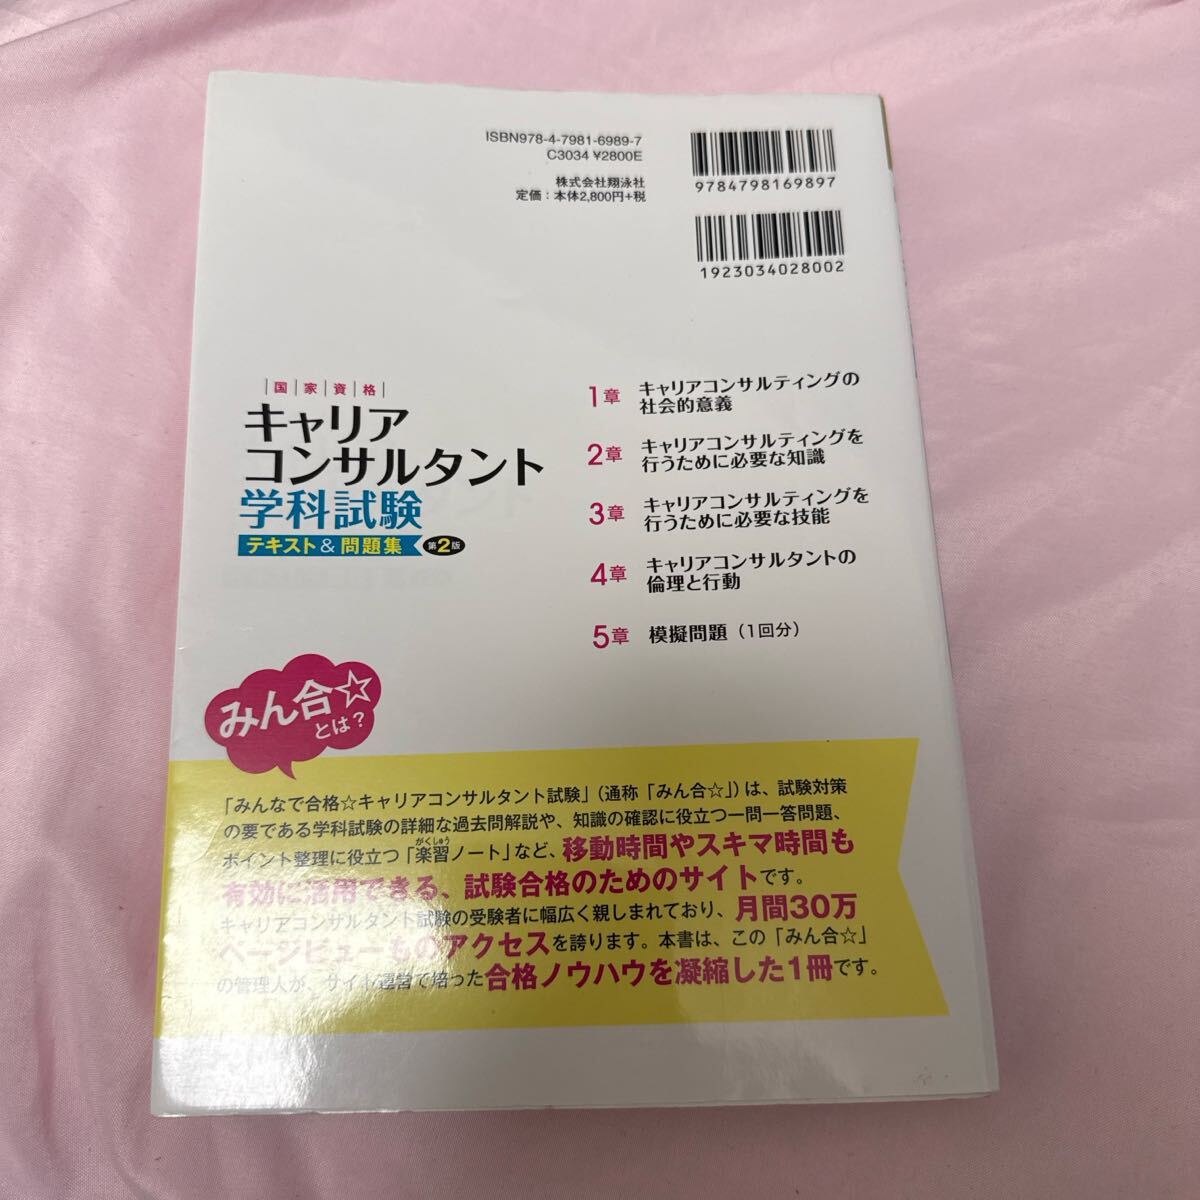 ISBN978-4-7981-6989-7
C3034 ¥2800E
株式会社翔泳社
定価：本体2,800円+税
9784798169897
1923034028002
国家資格
キャリア
コンサルタント
学科試験
テキスト&問題集 第2版
1章 キャリアコンサルティングの
社会的意義
2章 キャリアコンサルティングを
行うために必要な知識
3章 キャリアコンサルティングを
行うために必要な技能
4章 キャリアコンサルタントの
倫理と行動
5章 模擬問題（1回分）
みん合☆
とは？
「みんなで合格☆キャリアコンサルタント試験」（通称「みん合☆」）は、試験対策
の要である学科試験の詳細な過去問解説や、知識の確認に役立つ一問一答問題、
がくしゅう
ポイント整理に役立つ「楽習ノート」など、移動時間やスキマ時間も
有効に活用できる、試験合格のためのサイトです。
キャリアコンサルタント試験の受験者に幅広く親しまれており、月間30万
ページビューものアクセスを誇ります。本書は、この「みん合☆」
の管理人が、サイト運営で培った合格ノウハウを凝縮した1冊です。